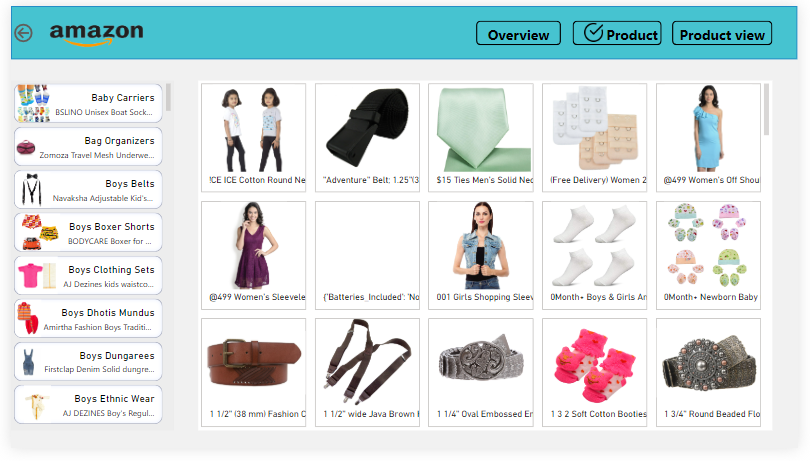 amazon
Overview
Product
Product view
Baby Carriers
BSLINO Unisex Boat Sock...
Bag Organizers
Zomoza Travel Mesh Underwe...
Boys Belts
Navaksha Adjustable Kid's...
Boys Boxer Shorts
BODYCARE Boxer for ...
Boys Clothing Sets
AJ Dezines kids waistco...
Boys Dhotis Mundus
Amirtha Fashion Boys Traditi...
Boys Dungarees
Firstclap Denim Solid dungre...
Boys Ethnic Wear
AJ DEZINES Boy's Regul...
!CE ICE Cotton Round Ne
"Adventure" Belt; 1.25"(3
$15 Ties Men's Solid Nec
(Free Delivery) Women 2
@499 Women's Off Shou
@499 Women's Sleevele
{'Batteries_Included': 'No
001 Girls Shopping Sleev
0Month+ Boys & Girls An
0Month+ Newborn Baby
1 1/2" (38 mm) Fashion C
1 1/2" wide Java Brown
1 1/4" Oval Embossed En
1 3 2 Soft Cotton Booties
1 3/4" Round Beaded Flo